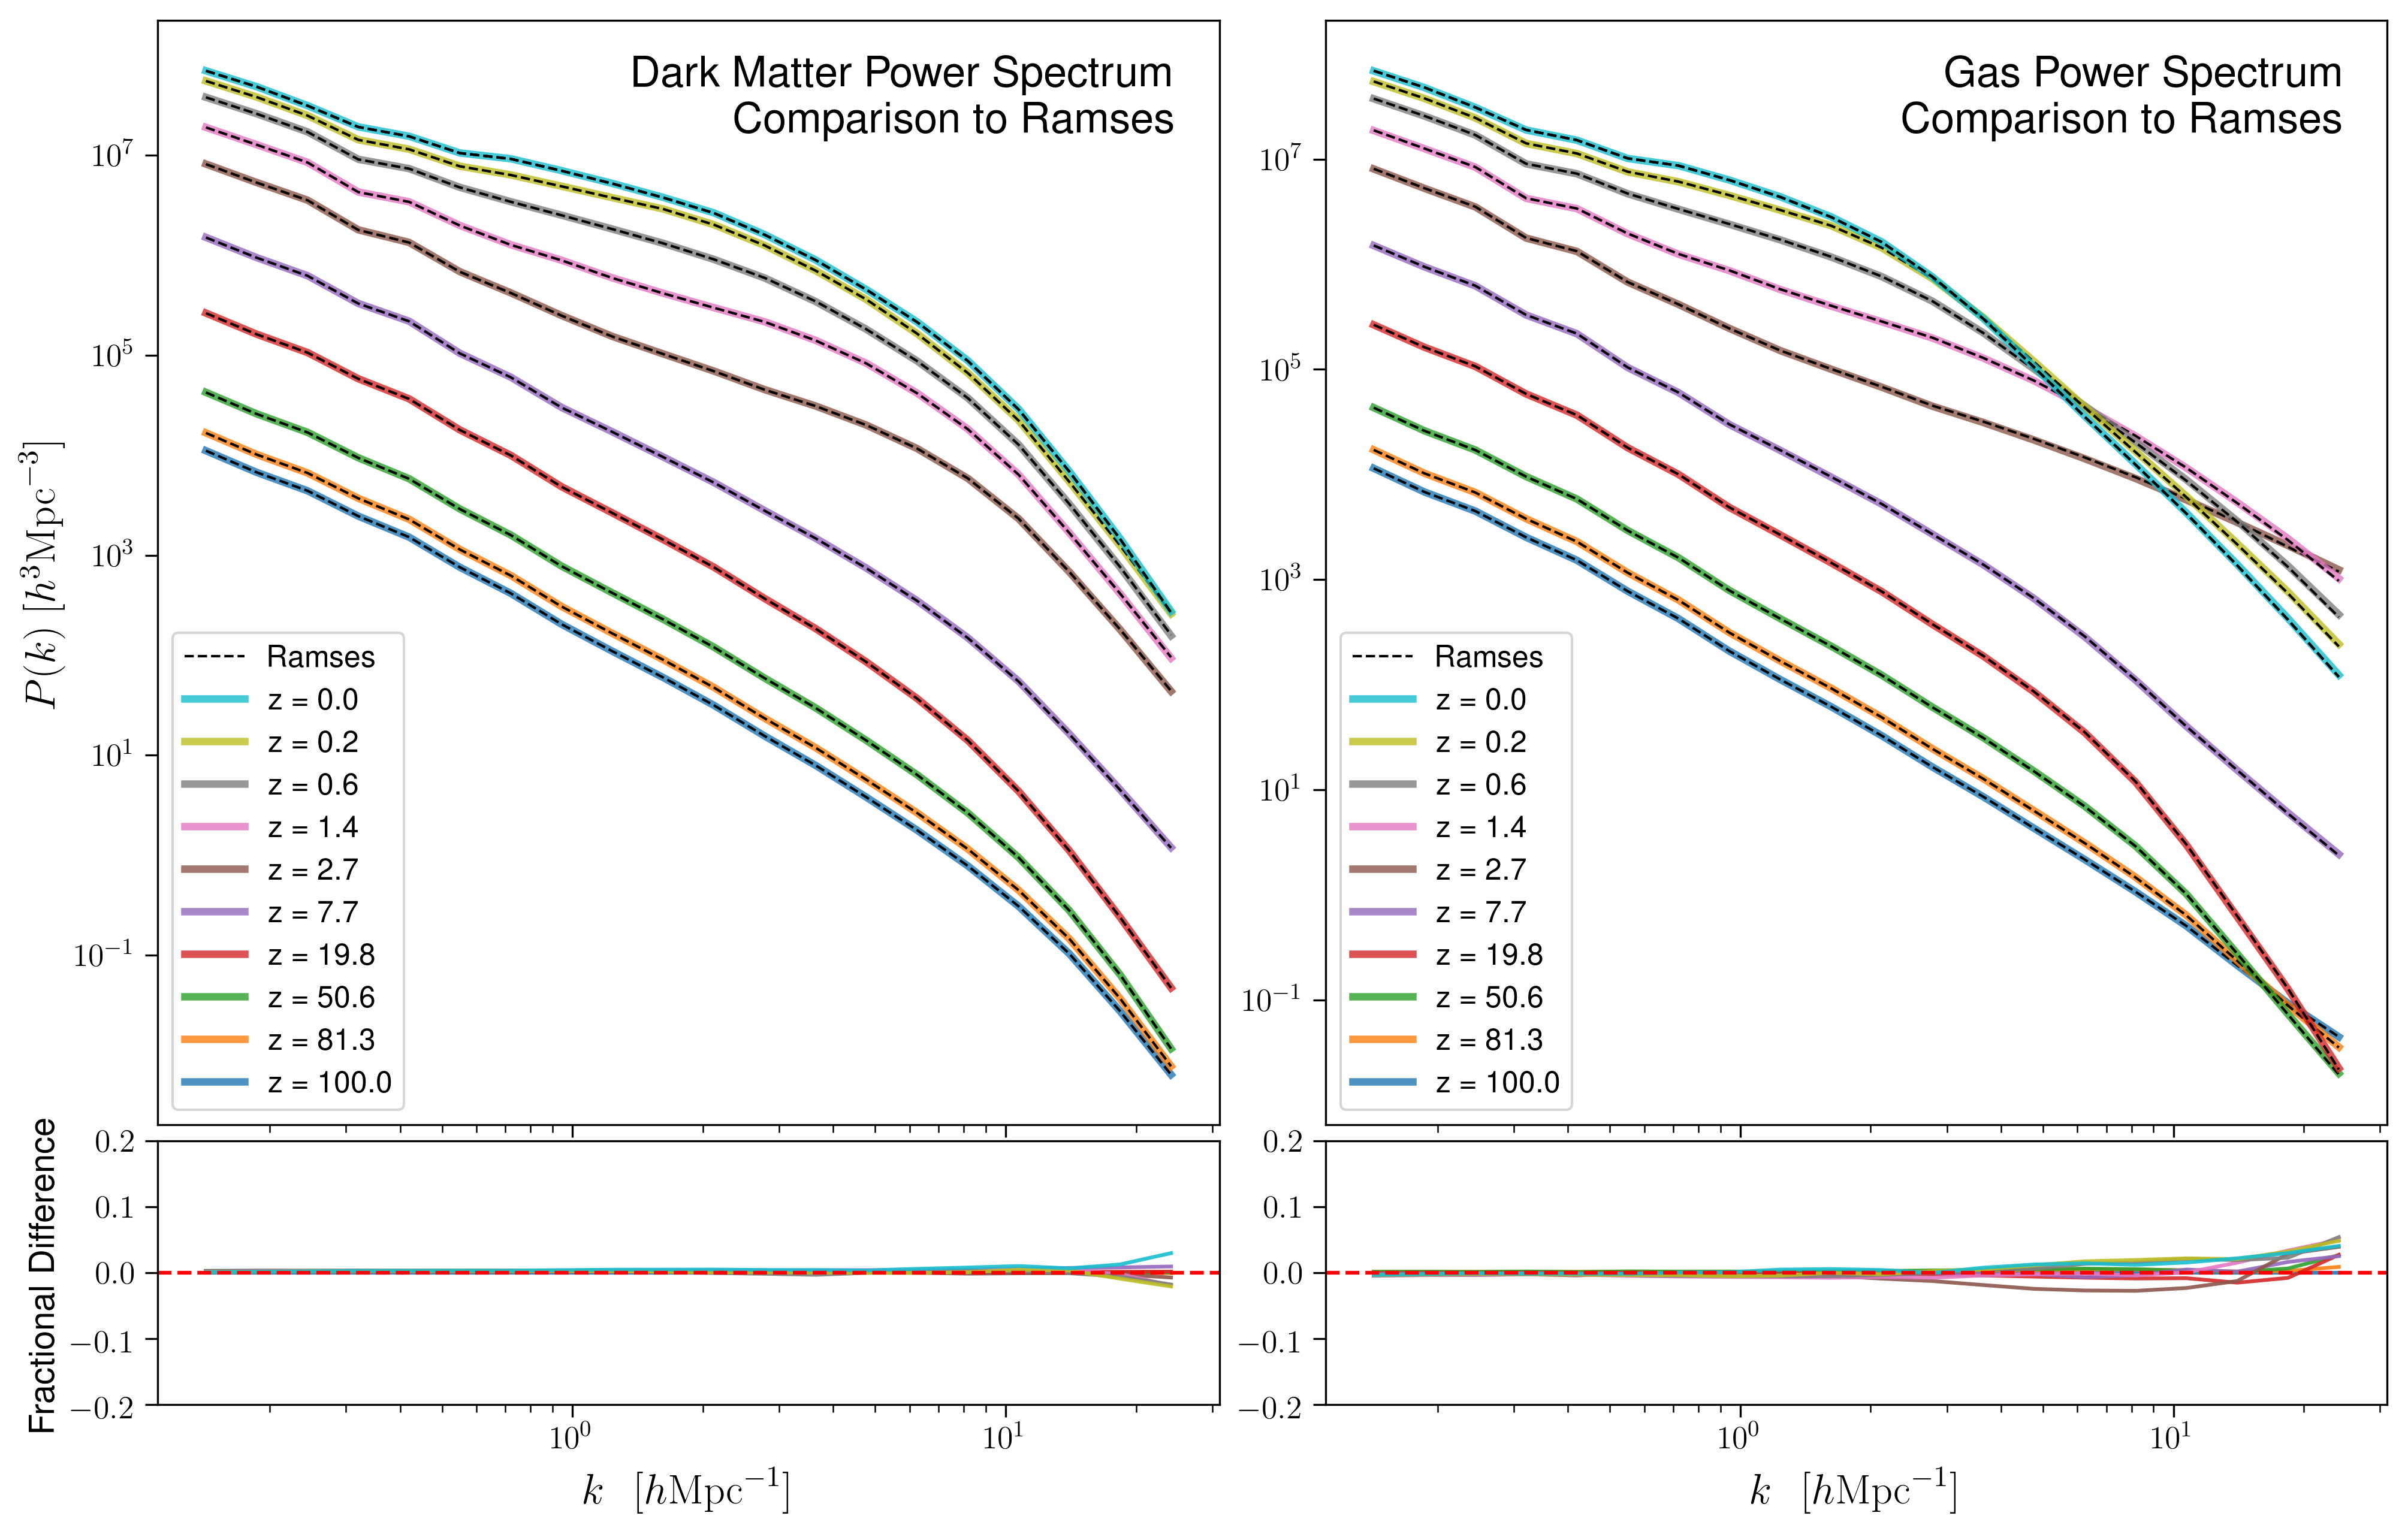 Dark Matter Power Spectrum
Comparison to Ramses
P(k) [h³Mpc⁻³]
10⁷
10⁵
10³
10¹
10⁻¹
Ramses
z = 0.0
z = 0.2
z = 0.6
z = 1.4
z = 2.7
z = 7.7
z = 19.8
z = 50.6
z = 81.3
z = 100.0
Fractional Difference
0.2
0.1
0.0
−0.1
−0.2
10⁰ 10¹
k [hMpc⁻¹]
Gas Power Spectrum
Comparison to Ramses
10⁷
10⁵
10³
10¹
10⁻¹
Ramses
z = 0.0
z = 0.2
z = 0.6
z = 1.4
z = 2.7
z = 7.7
z = 19.8
z = 50.6
z = 81.3
z = 100.0
0.2
0.1
0.0
−0.1
−0.2
10⁰ 10¹
k [hMpc⁻¹]